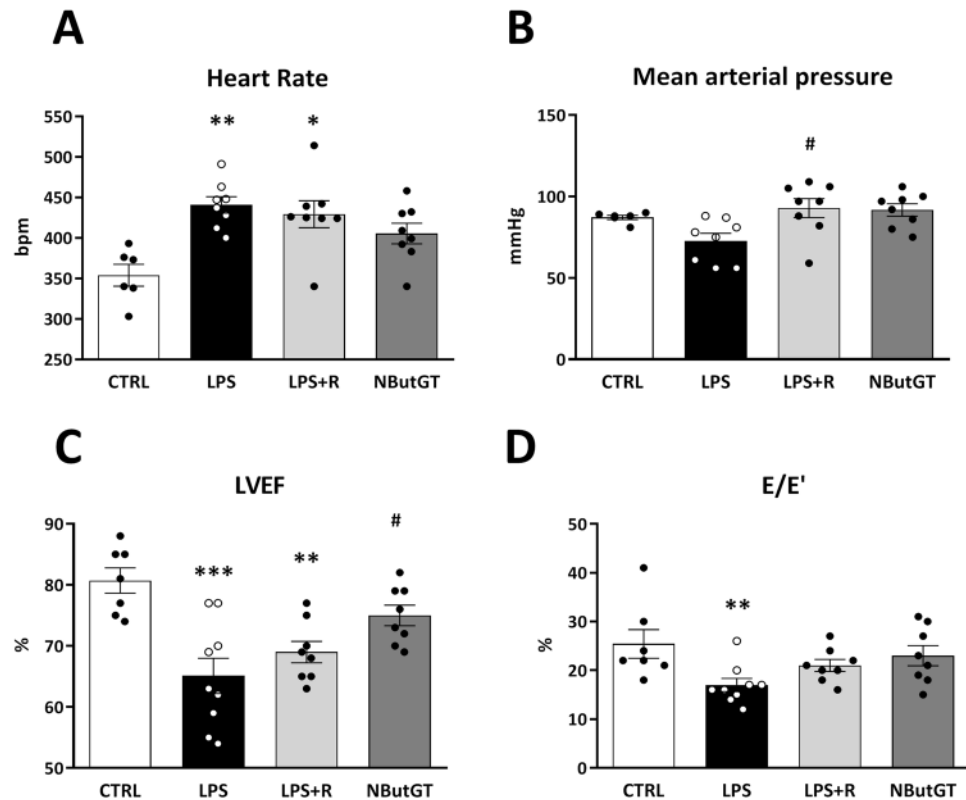 A
Heart Rate
bpm
550
500
450
400
350
300
250
** *
CTRL LPS LPS+R NButGT
B
Mean arterial pressure
mmHg
150
100
50
0
#
CTRL LPS LPS+R NButGT
C
LVEF
%
90
80
70
60
50
*** ** #
CTRL LPS LPS+R NButGT
D
E/E'
%
50
40
30
20
10
0
**
CTRL LPS LPS+R NButGT